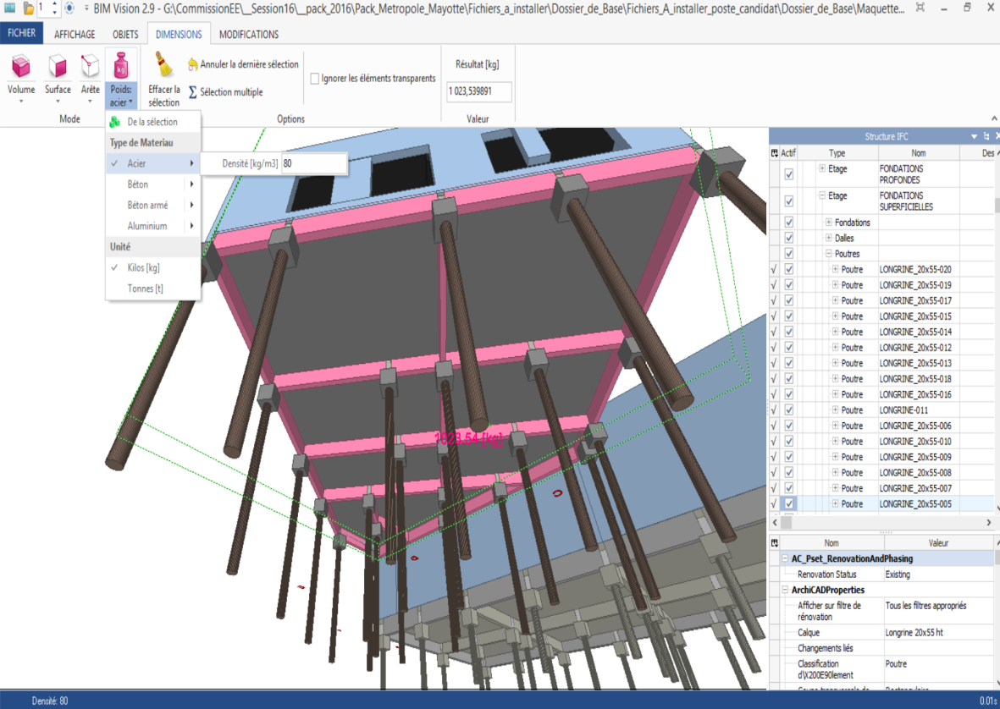 1
BIM Vision 2.9 - G:\CommissionEE\__Session16\__pack_2016\Pack_Metropole_Mayotte\Fichiers_a_installer\Dossier_de_Base\Fichiers_A_installer_poste_candidat\Dossier_de_Base\Maquette...
FICHIER AFFICHAGE OBJETS DIMENSIONS MODIFICATIONS
Volume
Surface
Arête
Poids:
acier
kg
Mode
Effacer la
sélection
Annuler la dernière sélection
Σ Sélection multiple
Ignorer les éléments transparents
Options
Résultat [kg]
1 023,539891
Valeur
De la sélection
Type de Materiau
Acier
Densité [kg/m3] 80
Béton
Béton armé
Aluminium
Unité
Kilos [kg]
Tonnes [t]
1023.54 [kg]
Structure IFC
Actif Type Nom Des
Etage FONDATIONS
PROFONDES
Etage FONDATIONS
SUPERFICIELLES
Fondations
Dalles
Poutres
Poutre LONGRINE_20x55-020
Poutre LONGRINE_20x55-019
Poutre LONGRINE_20x55-017
Poutre LONGRINE_20x55-015
Poutre LONGRINE_20x55-014
Poutre LONGRINE_20x55-012
Poutre LONGRINE_20x55-013
Poutre LONGRINE_20x55-018
Poutre LONGRINE_20x55-016
Poutre LONGRINE-011
Poutre LONGRINE_20x55-006
Poutre LONGRINE_20x55-010
Poutre LONGRINE_20x55-009
Poutre LONGRINE_20x55-008
Poutre LONGRINE_20x55-007
Poutre LONGRINE_20x55-005
Nom Valeur
AC_Pset_RenovationAndPhasing
Renovation Status Existing
ArchiCADProperties
Afficher sur filtre de
rénovation
Tous les filtres appropriés
Calque Longrine 20x55 ht
Changements liés
Classification
d\X200E90lement
Poutre
Densité: 80
0.01s